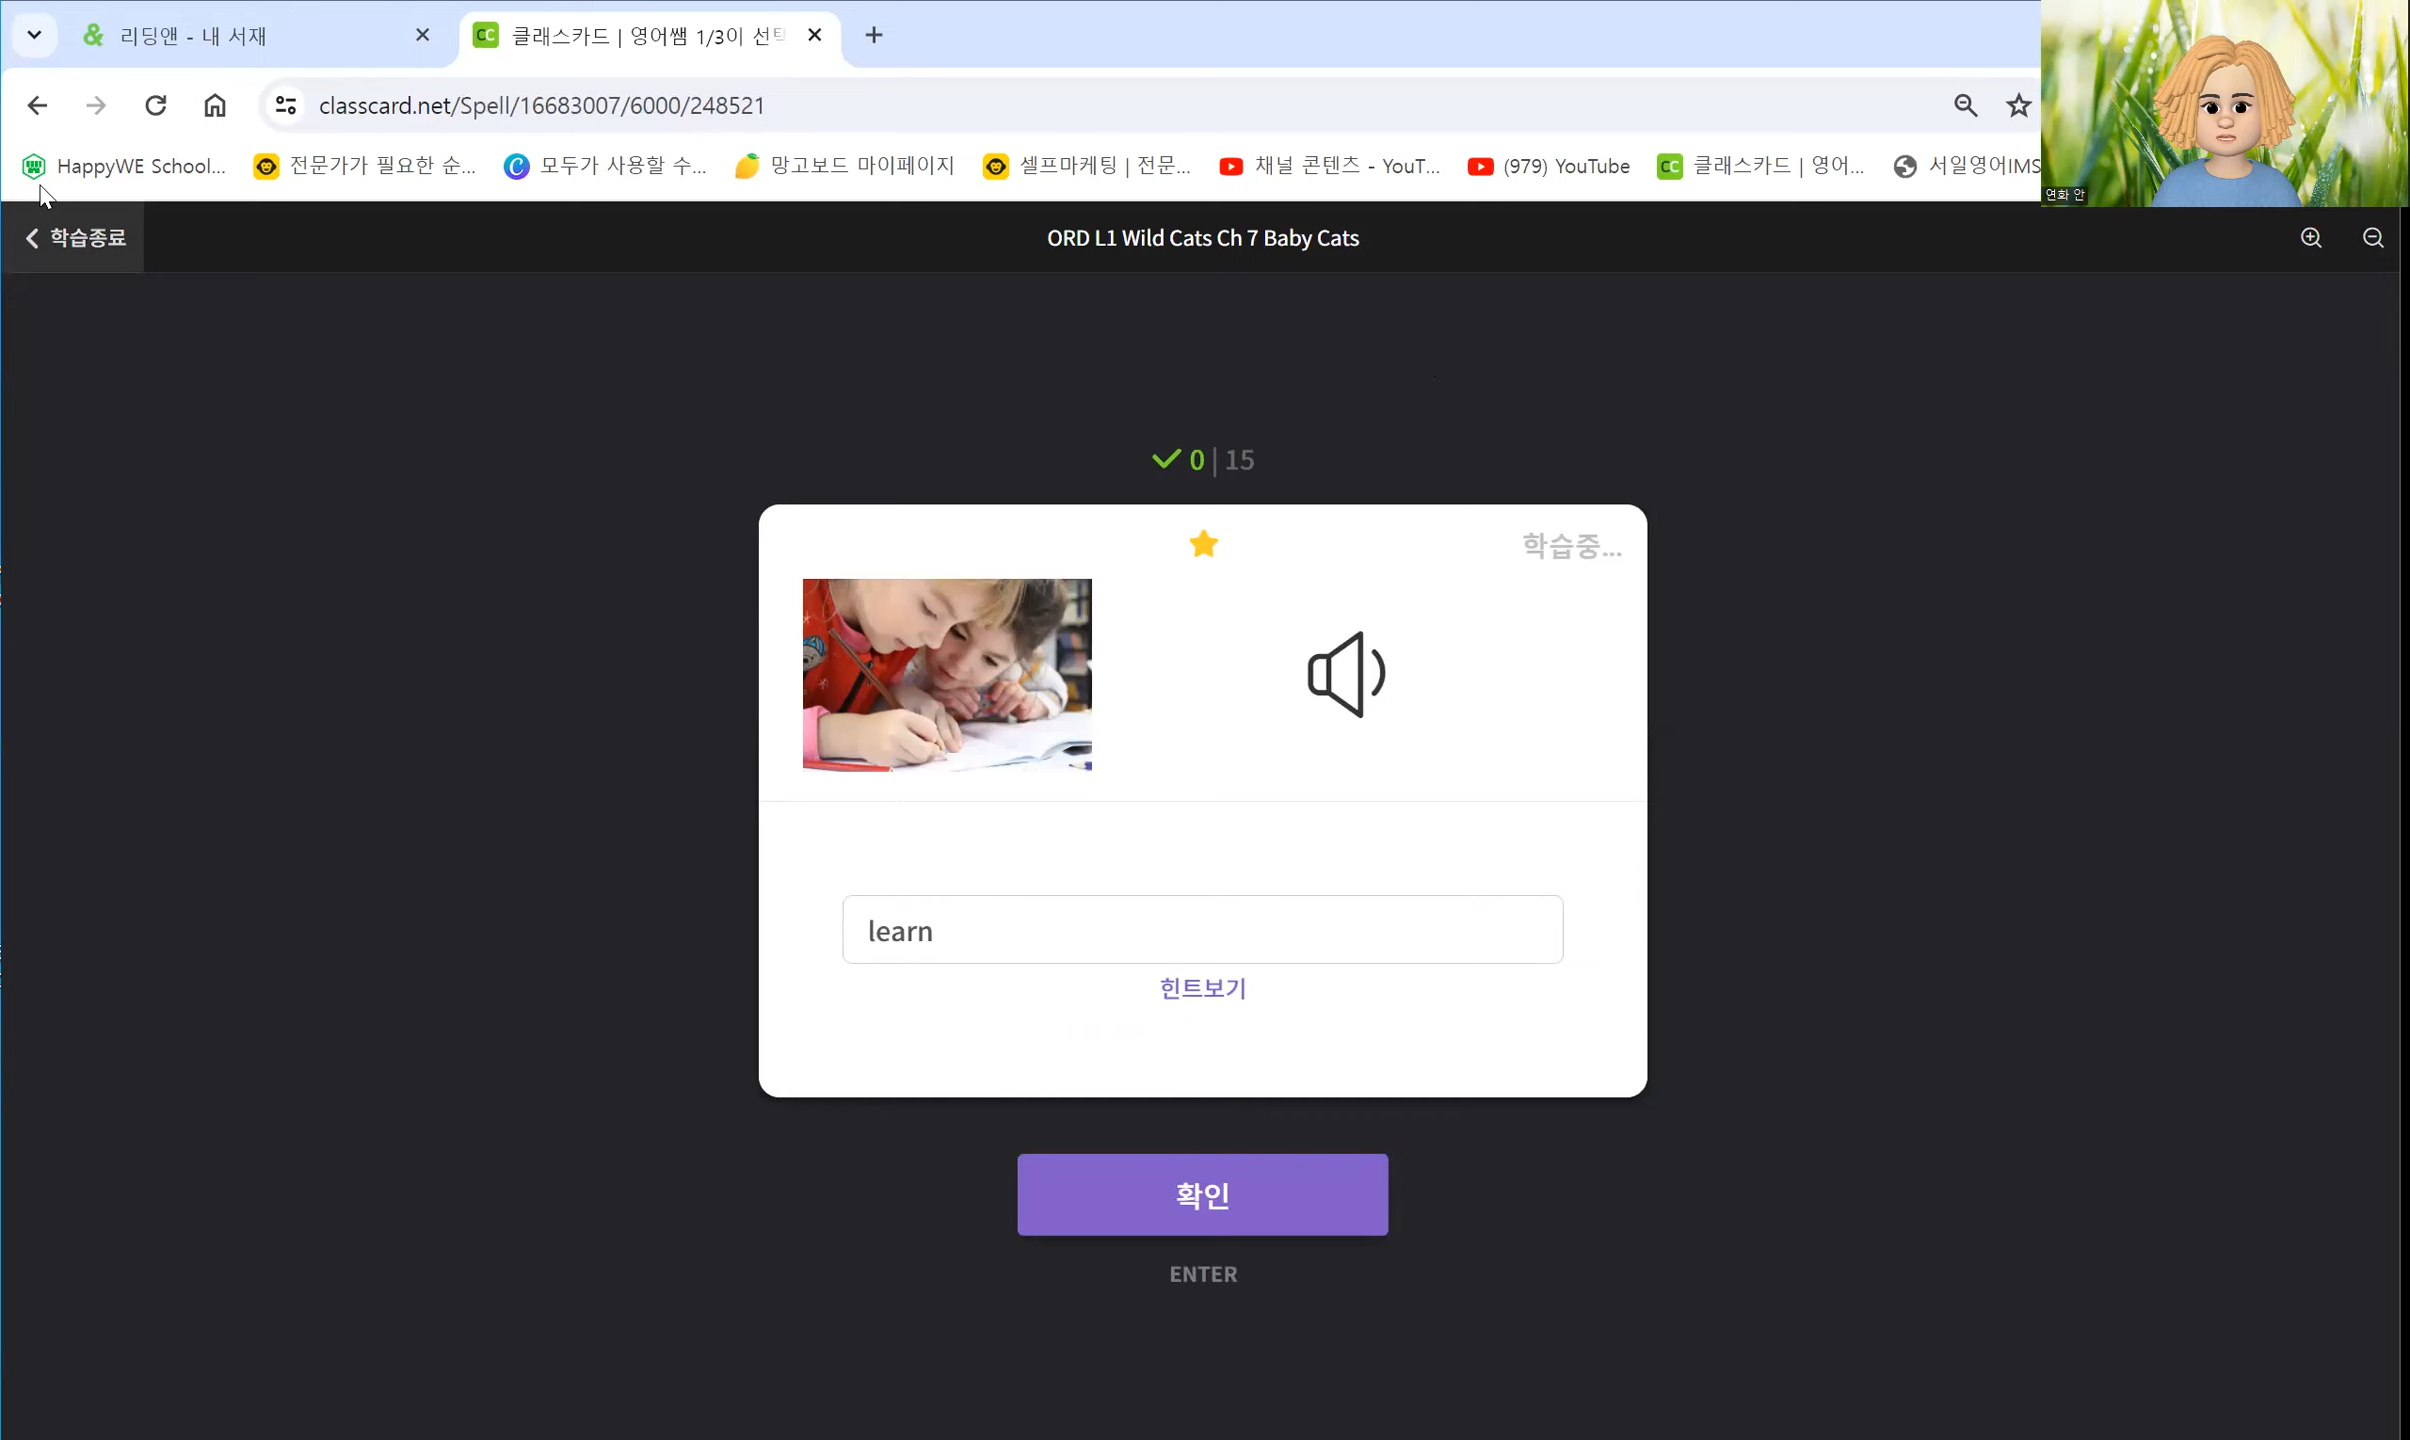 리딩앤 - 내 서재
클래스카드 | 영어쌤 1/3이 선택
classcard.net/Spell/16683007/6000/248521
HappyWE School...
전문가가 필요한 순...
모두가 사용할 수...
망고보드 마이페이지
셀프마케팅 | 전문...
채널 콘텐츠 - YouT...
(979) YouTube
클래스카드 | 영어...
서일영어IMS
연화 안
학습종료
ORD L1 Wild Cats Ch 7 Baby Cats
0 | 15
학습중...
learn
힌트보기
확인
ENTER